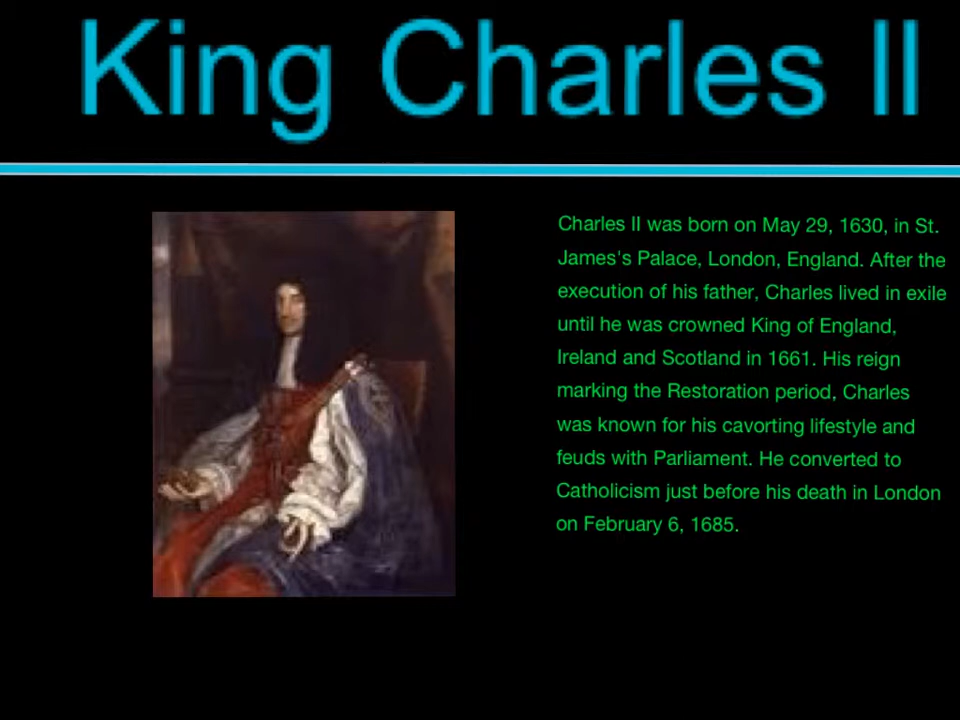 King Charles II
Charles II was born on May 29, 1630, in St.
James's Palace, London, England. After the
execution of his father, Charles lived in exile
until he was crowned King of England,
Ireland and Scotland in 1661. His reign
marking the Restoration period, Charles
was known for his cavorting lifestyle and
feuds with Parliament. He converted to
Catholicism just before his death in London
on February 6, 1685.